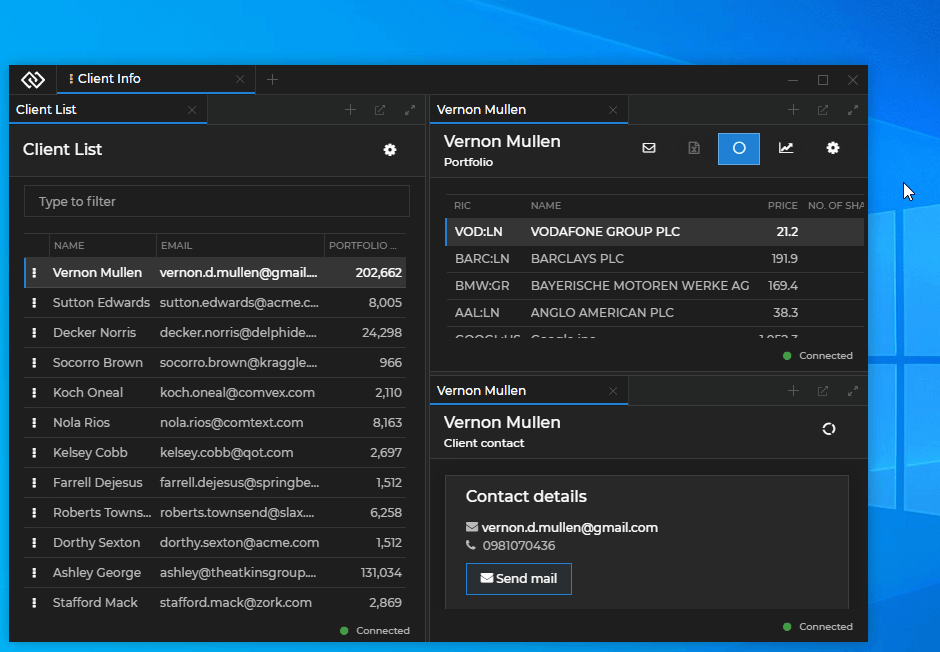 Client Info
Client List
Client List
Type to filter
NAME EMAIL PORTFOLIO ...
Vernon Mullen vernon.d.mullen@gmail.... 202,662
Sutton Edwards sutton.edwards@acme.c... 8,005
Decker Norris decker.norris@delphide... 24,298
Socorro Brown socorro.brown@kraggle.... 966
Koch Oneal koch.oneal@comvex.com 2,110
Nola Rios nola.rios@comtext.com 8,163
Kelsey Cobb kelsey.cobb@qot.com 2,697
Farrell Dejesus farrell.dejesus@springbe... 1,512
Roberts Towns... roberts.townsend@slax.... 6,258
Dorthy Sexton dorthy.sexton@acme.com 1,512
Ashley George ashley@theatkinsgroup.... 131,034
Stafford Mack stafford.mack@zork.com 2,869
Connected
Vernon Mullen
Vernon Mullen
Portfolio
RIC NAME PRICE NO. OF SHA
VOD:LN VODAFONE GROUP PLC 21.2
BARC:LN BARCLAYS PLC 191.9
BMW:GR BAYERISCHE MOTOREN WERKE AG 169.4
AAL:LN ANGLO AMERICAN PLC 38.3
Connected
Vernon Mullen
Vernon Mullen
Client contact
Contact details
vernon.d.mullen@gmail.com
0981070436
Send mail
Connected